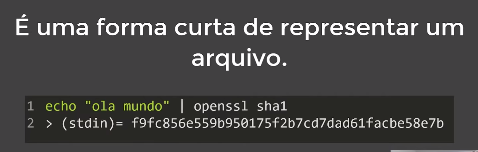 É uma forma curta de representar um
arquivo.
1 echo "ola mundo" | openssl sha1
2 > (stdin)= f9fc856e559b950175f2b7cd7dad61facbe58e7b